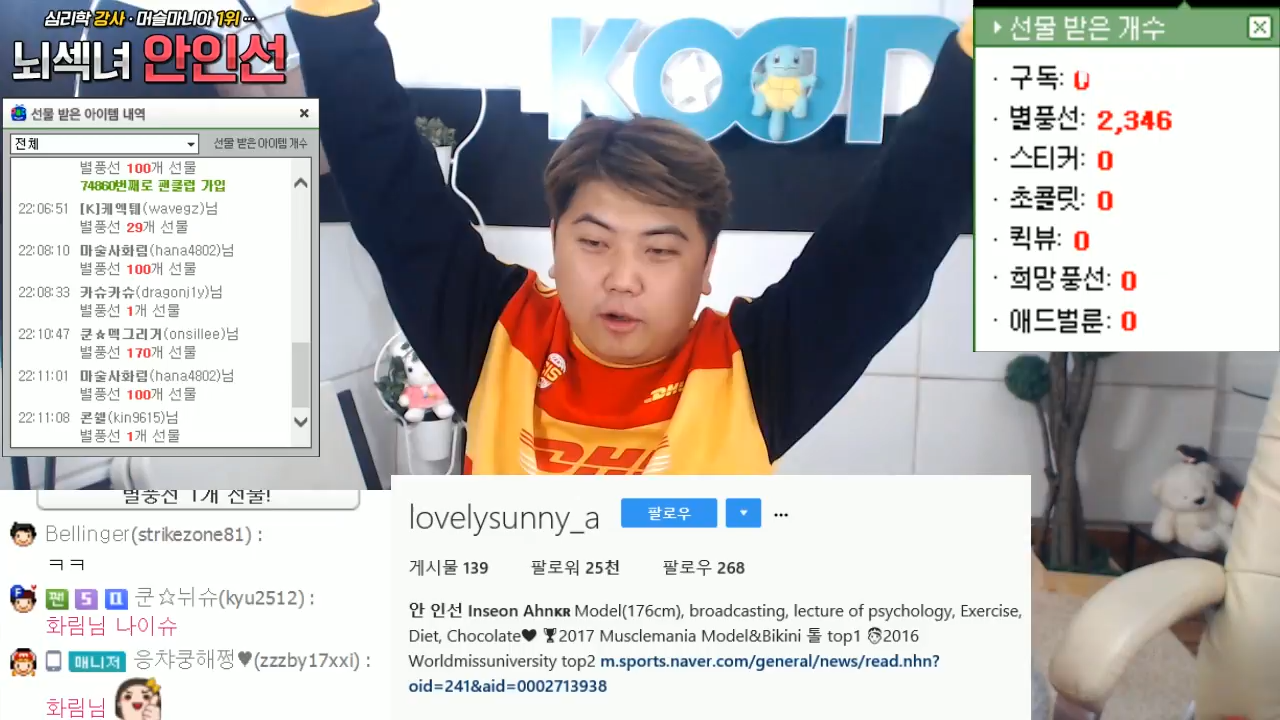 심리학 강사 · 머슬마니아 1위 ...
뇌섹녀 안인선
선물 받은 아이템 내역
전체
선물 받은 아이템 개수
별풍선 100개 선물
74860번째로 팬클럽 가입
22:06:51 [K]케엑퉵(wavegz)님
별풍선 29개 선물
22:08:10 마술사화림(hana4802)님
별풍선 100개 선물
22:08:33 카슈카슈(dragonj1y)님
별풍선 1개 선물
22:10:47 쿤☆멕그리거(onsillee)님
별풍선 170개 선물
22:11:01 마술사화림(hana4802)님
별풍선 100개 선물
22:11:08 콘쉘(kin9615)님
별풍선 1개 선물
KOON
선물 받은 개수
· 구독: 0
· 별풍선: 2,346
· 스티커: 0
· 초콜릿: 0
· 퀵뷰: 0
· 희망풍선: 0
· 애드벌룬: 0
DHL
DHL
별풍선 1개 선물!
Bellinger(strikezone81) :
ㅋㅋ
팬 5 쿤☆뉘슈(kyu2512) :
화림님 나이슈
매니저 응챠쿵해쩡♥(zzzby17xxi) :
화림님
lovelysunny_a
팔로우
...
게시물 139 팔로워 25천 팔로우 268
안 인선 Inseon Ahnᴋʀ Model(176cm), broadcasting, lecture of psychology, Exercise,
Diet, Chocolate❤ 🏆2017 Musclemania Model&Bikini 톨 top1 2016
Worldmissuniversity top2 m.sports.naver.com/general/news/read.nhn?
oid=241&aid=0002713938